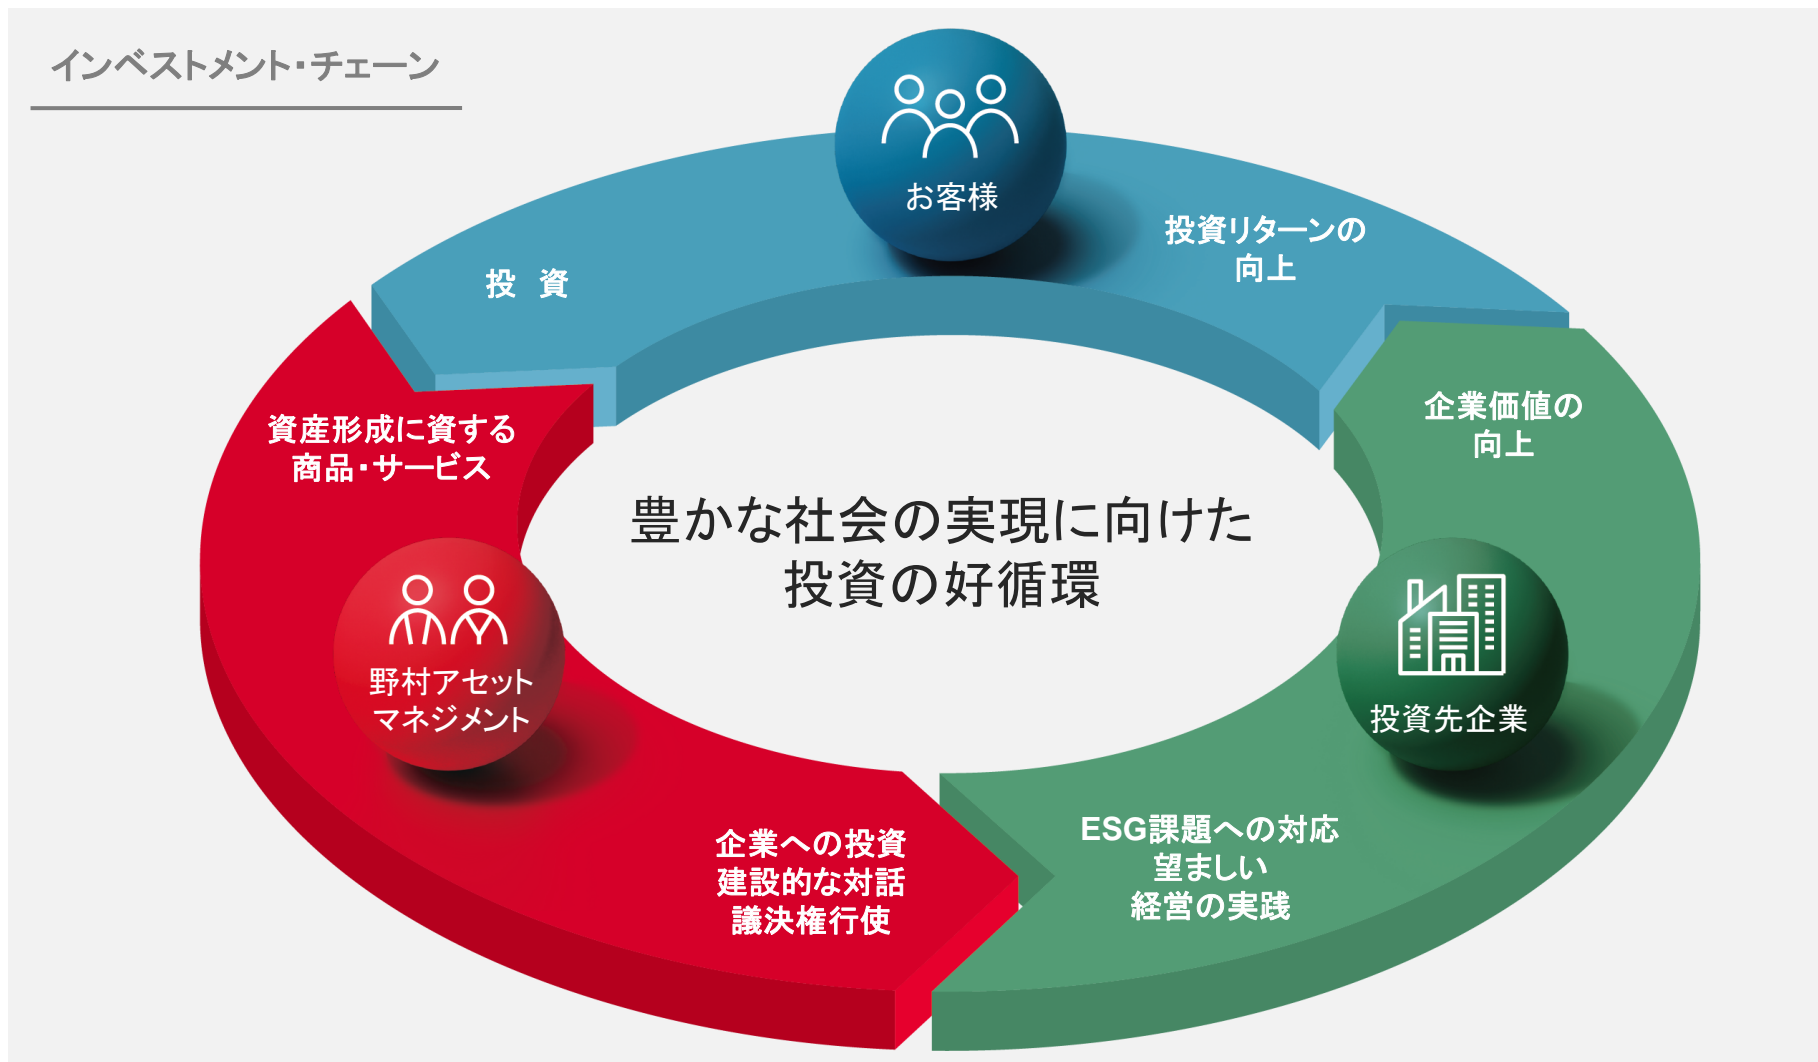 インベストメント・チェーン
お客様
投資リターンの
向上
投　資
企業価値の
向上
資産形成に資する
商品・サービス
豊かな社会の実現に向けた
投資の好循環
野村アセット
マネジメント
投資先企業
企業への投資
建設的な対話
議決権行使
ESG課題への対応
望ましい
経営の実践